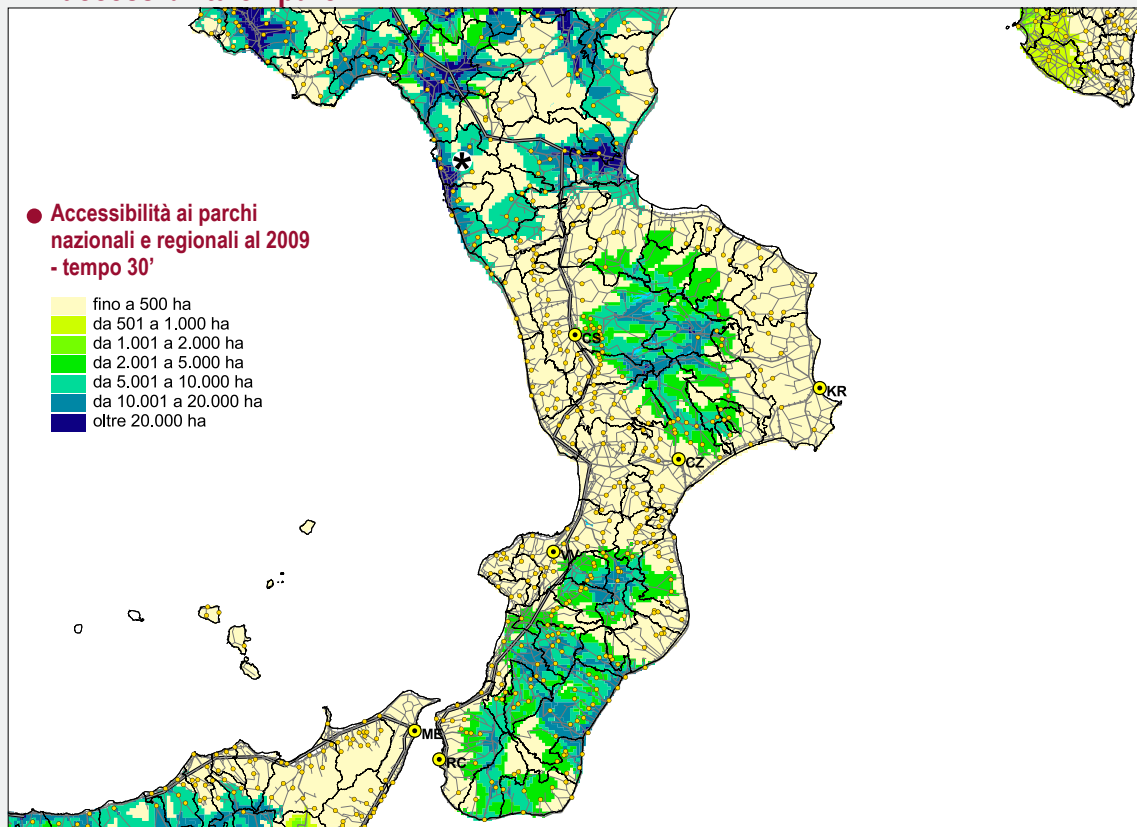 Accessibilità ai parchi
nazionali e regionali al 2009
- tempo 30’
fino a 500 ha
da 501 a 1.000 ha
da 1.001 a 2.000 ha
da 2.001 a 5.000 ha
da 5.001 a 10.000 ha
da 10.001 a 20.000 ha
oltre 20.000 ha
*
CS
KR
CZ
VV
ME
RC